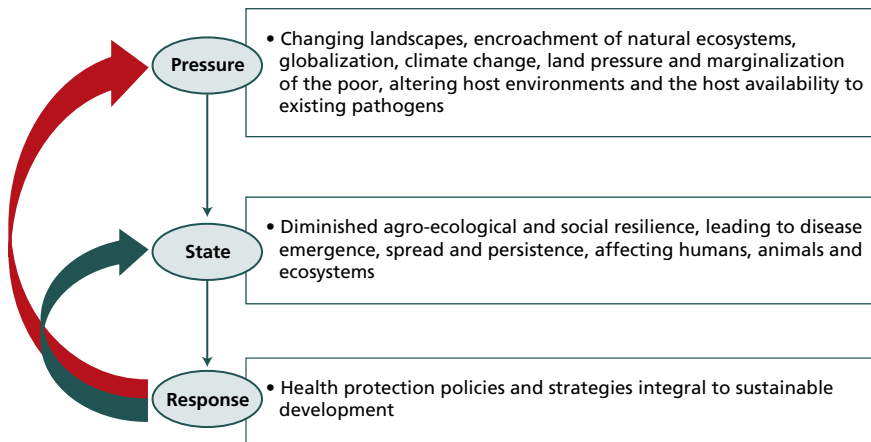 Pressure
• Changing landscapes, encroachment of natural ecosystems,
globalization, climate change, land pressure and marginalization
of the poor, altering host environments and the host availability to
existing pathogens
State
• Diminished agro-ecological and social resilience, leading to disease
emergence, spread and persistence, affecting humans, animals and
ecosystems
Response
• Health protection policies and strategies integral to sustainable
development